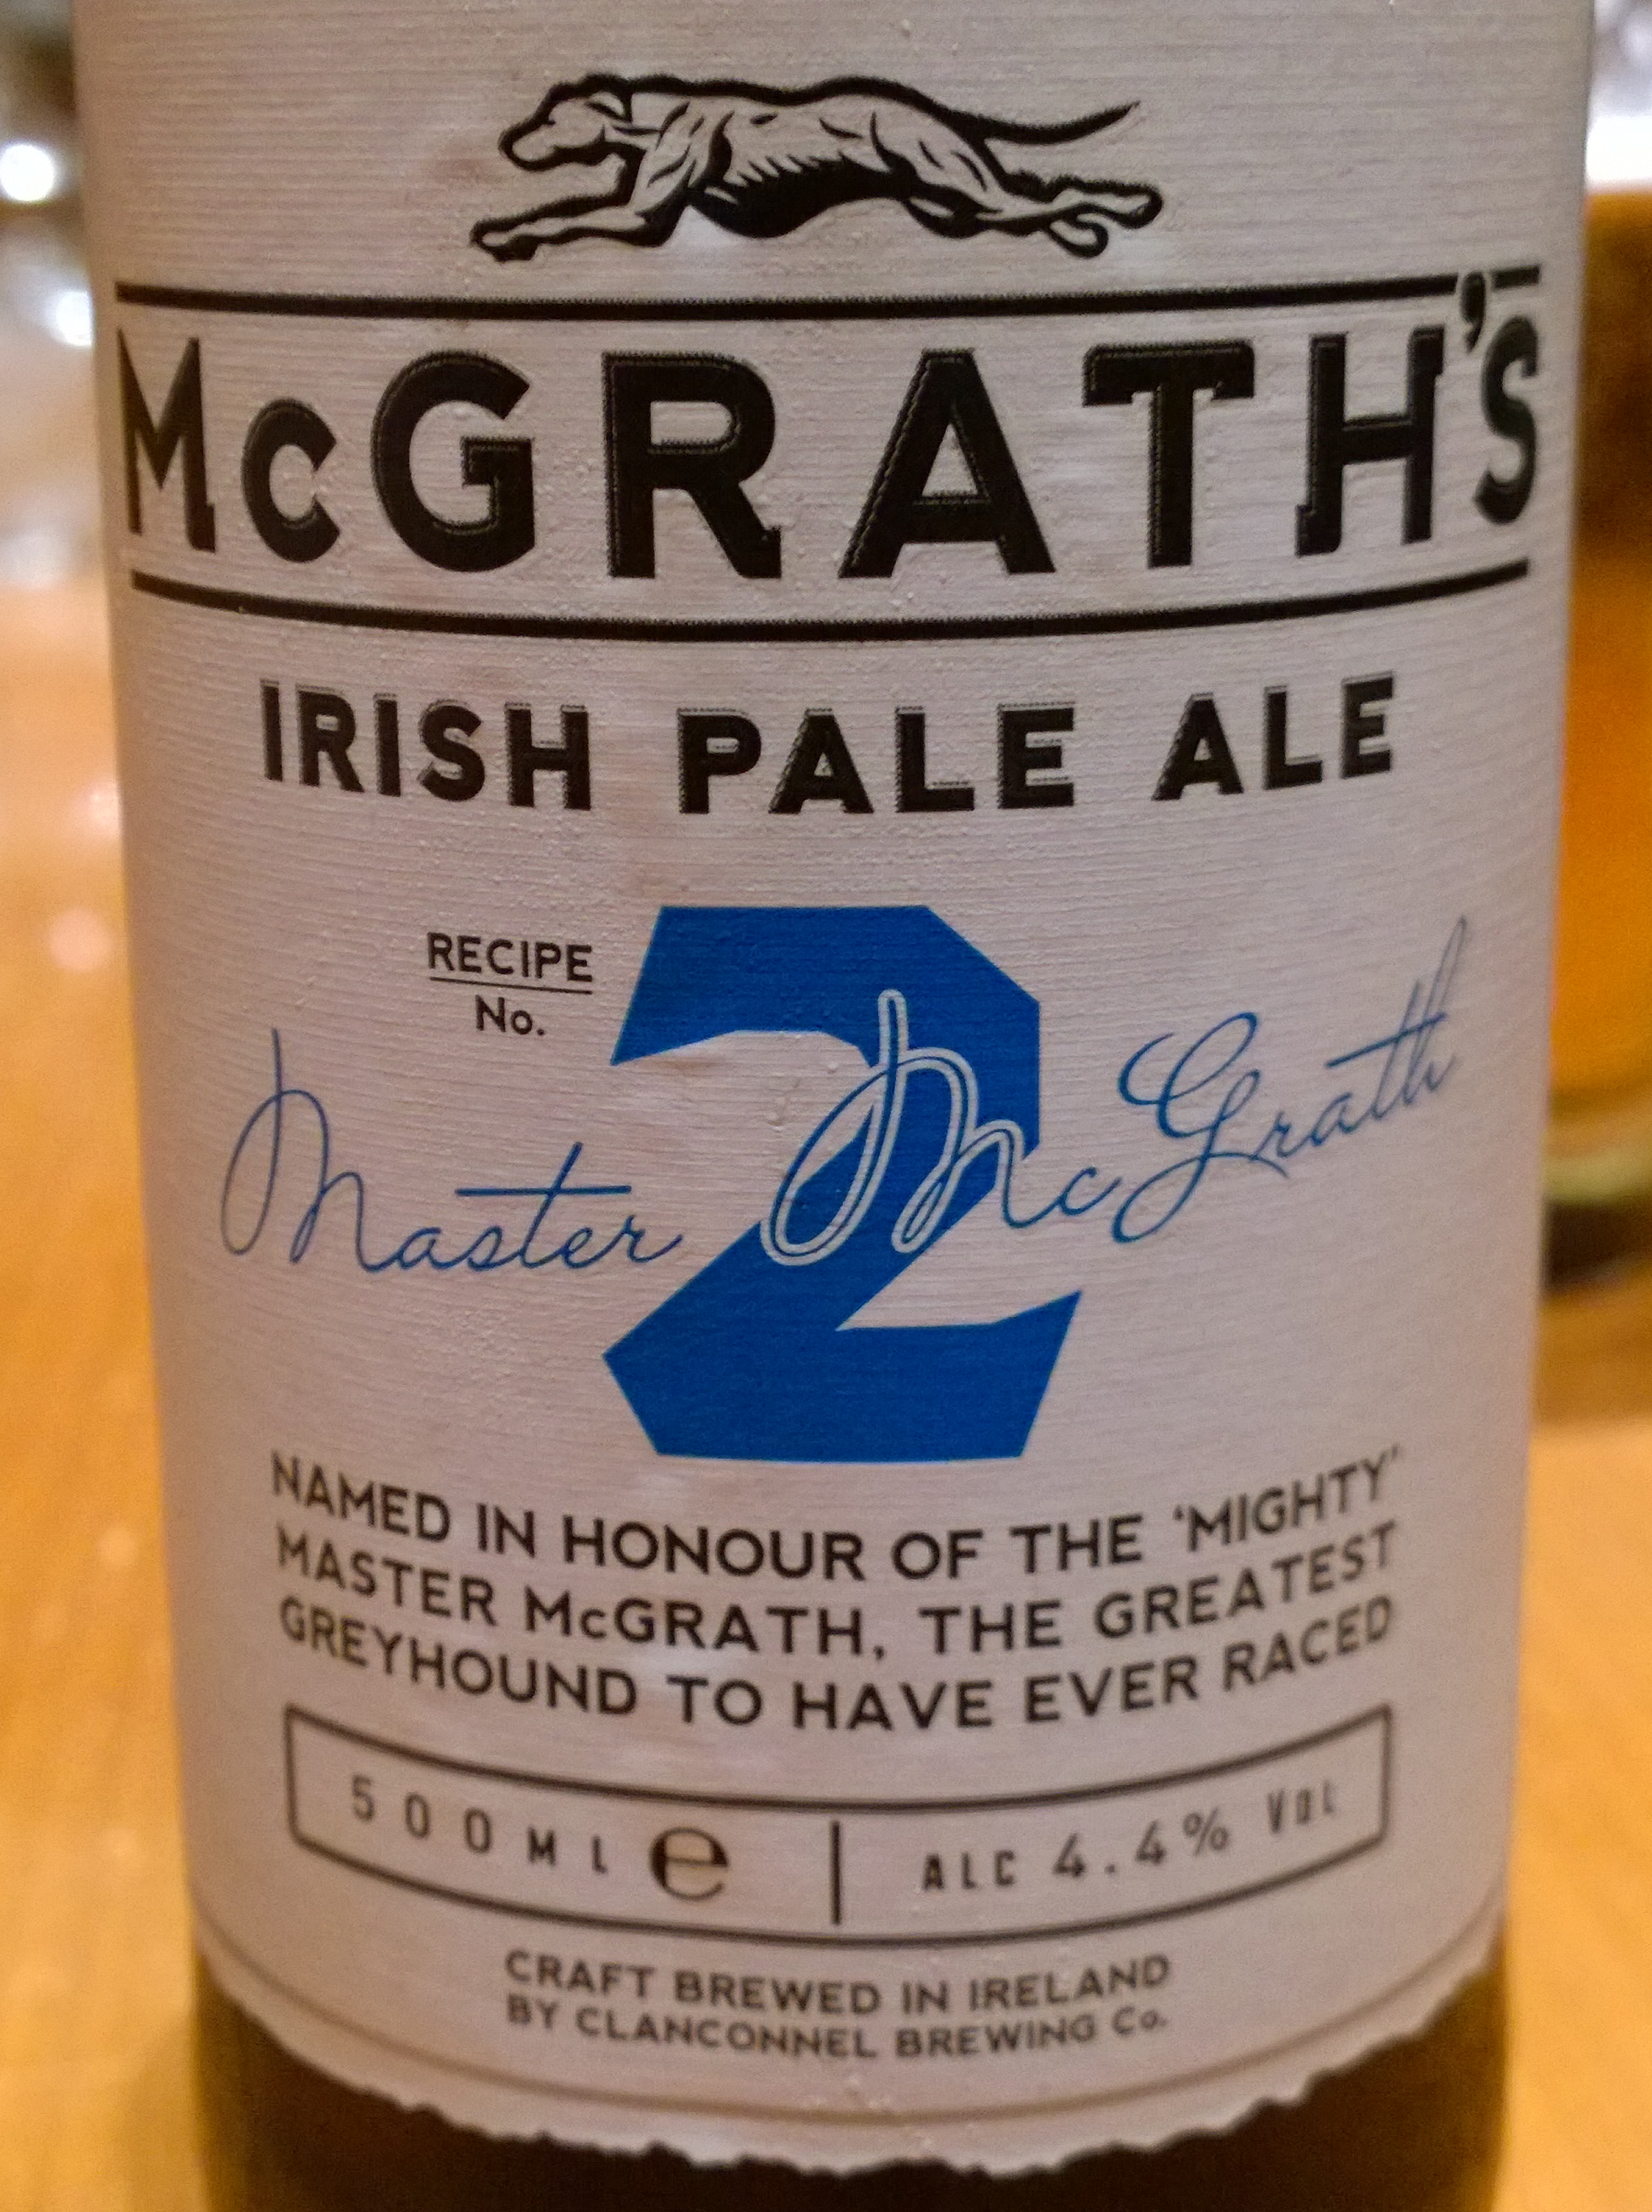 McGRATH'S
IRISH PALE ALE
RECIPE
No.
2
Master McGrath
NAMED IN HONOUR OF THE ‘MIGHTY’
MASTER McGRATH, THE GREATEST
GREYHOUND TO HAVE EVER RACED
500ML ℮ | ALC 4.4% VOL
CRAFT BREWED IN IRELAND
BY CLANCONNEL BREWING Co.